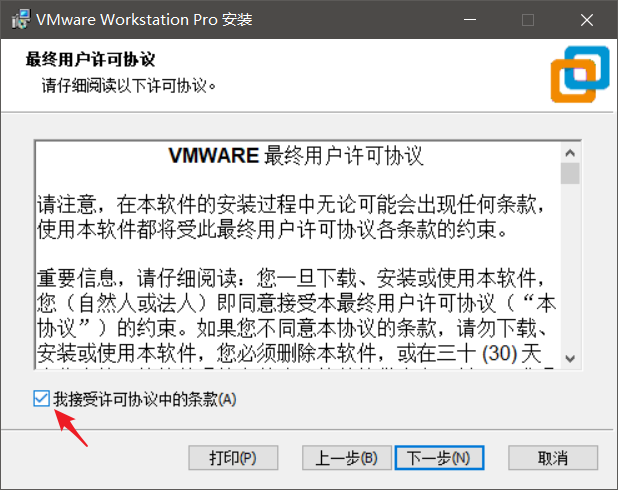 VMware Workstation Pro 安装
最终用户许可协议
请仔细阅读以下许可协议。
VMWARE 最终用户许可协议
请注意，在本软件的安装过程中无论可能会出现任何条款，
使用本软件都将受此最终用户许可协议各条款的约束。
重要信息，请仔细阅读：您一旦下载、安装或使用本软件，
您（自然人或法人）即同意接受本最终用户许可协议（“本
协议”）的约束。如果您不同意本协议的条款，请勿下载、
安装或使用本软件，您必须删除本软件，或在三十 (30) 天
我接受许可协议中的条款(A)
打印(P) 上一步(B) 下一步(N) 取消